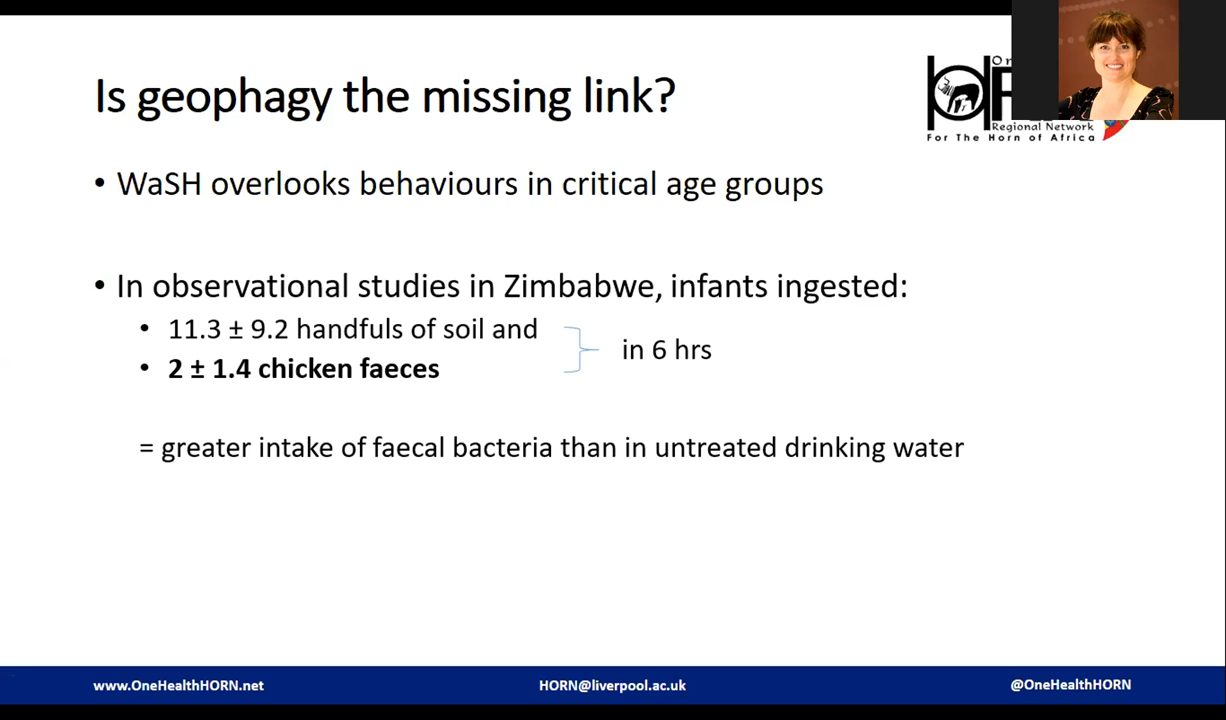 Is geophagy the missing link?
On
Regional Network
For The Horn of Africa
• WaSH overlooks behaviours in critical age groups
• In observational studies in Zimbabwe, infants ingested:
• 11.3 ± 9.2 handfuls of soil and
• 2 ± 1.4 chicken faeces
in 6 hrs
= greater intake of faecal bacteria than in untreated drinking water
www.OneHealthHORN.net
HORN@liverpool.ac.uk
@OneHealthHORN